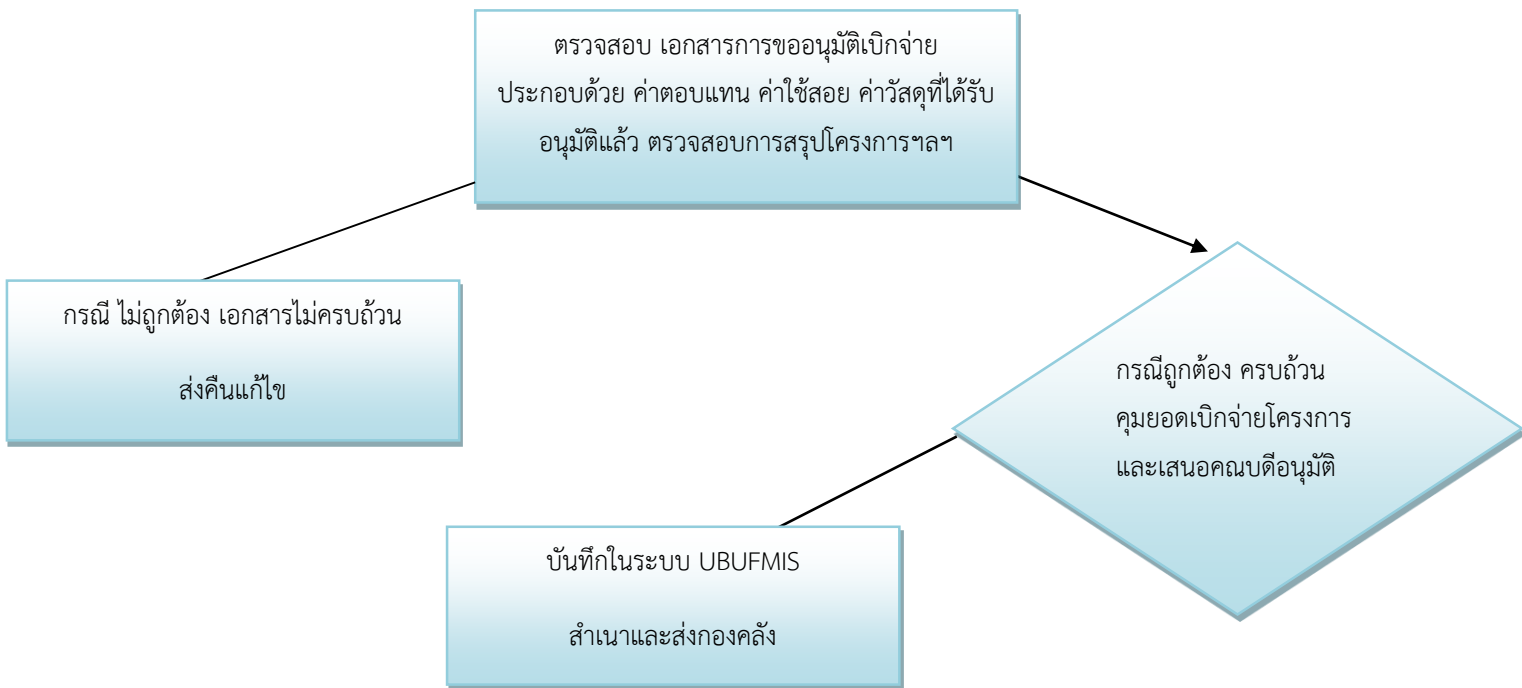 ตรวจสอบ เอกสารการขออนุมัติเบิกจ่าย
ประกอบด้วย ค่าตอบแทน ค่าใช้สอย ค่าวัสดุที่ได้รับ
อนุมัติแล้ว ตรวจสอบการสรุปโครงการฯลฯ
กรณี ไม่ถูกต้อง เอกสารไม่ครบถ้วน
ส่งคืนแก้ไข
กรณีถูกต้อง ครบถ้วน
คุมยอดเบิกจ่ายโครงการ
และเสนอคณบดีอนุมัติ
บันทึกในระบบ UBUFMIS
สำเนาและส่งกองคลัง